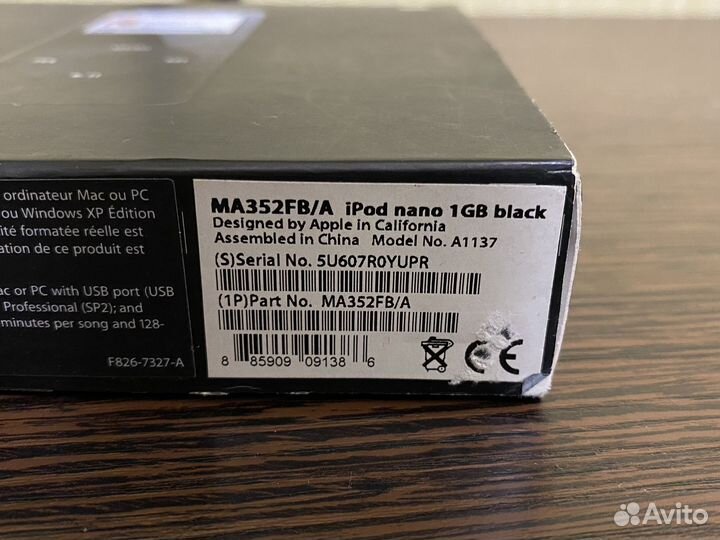 ordinateur Mac ou PC
ou Windows XP Édition
ité formatée réelle est
tation de ce produit est
ac or PC with USB port (USB
Professional (SP2); and
minutes per song and 128-
F826-7327-A
MA352FB/A iPod nano 1GB black
Designed by Apple in California
Assembled in China Model No. A1137
(S)Serial No. 5U607R0YUPR
(1P)Part No. MA352FB/A
8 85909 09138 6
CE
Avito